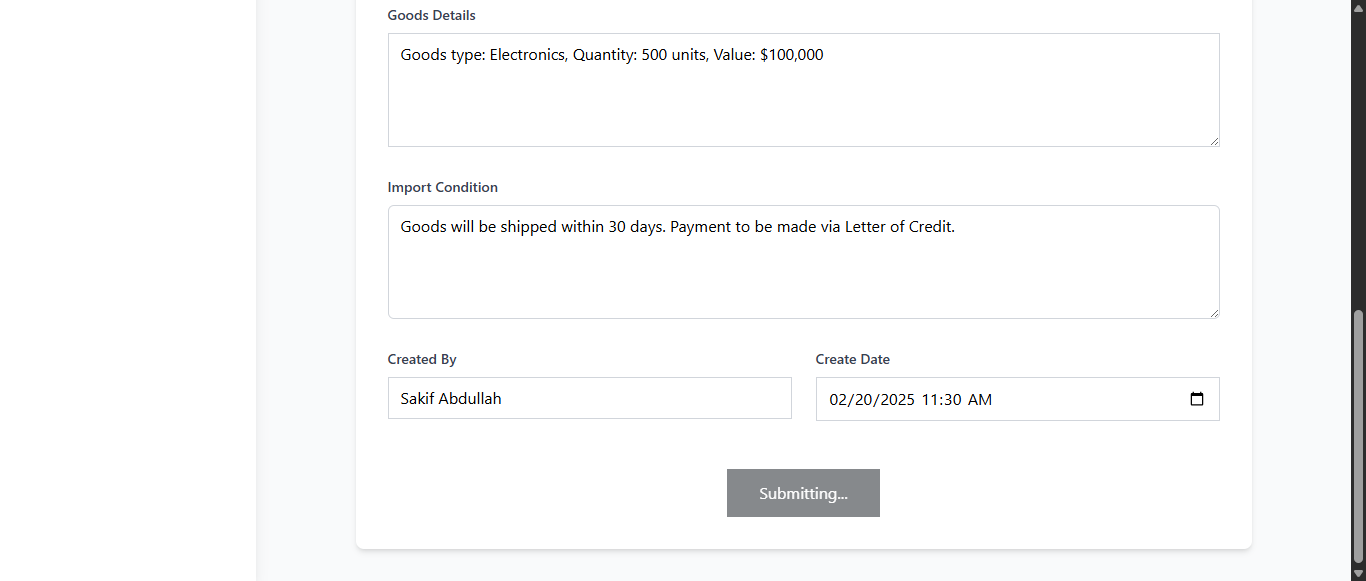 Goods Details
Goods type: Electronics, Quantity: 500 units, Value: $100,000
Import Condition
Goods will be shipped within 30 days. Payment to be made via Letter of Credit.
Created By
Create Date
Sakif Abdullah
02/20/2025 11:30 AM
Submitting...